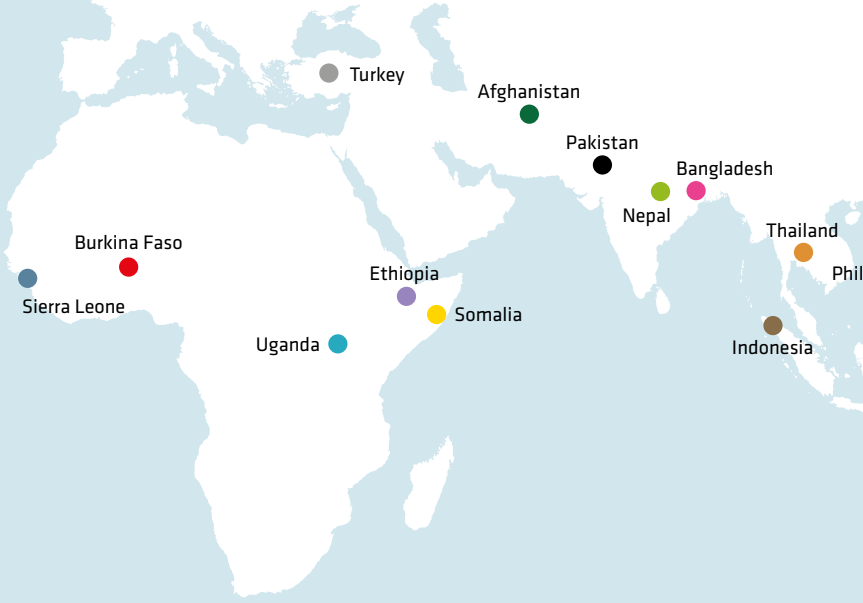 Turkey
Afghanistan
Pakistan
Bangladesh
Nepal
Burkina Faso
Thailand
Ethiopia
Phil
Sierra Leone
Somalia
Uganda
Indonesia